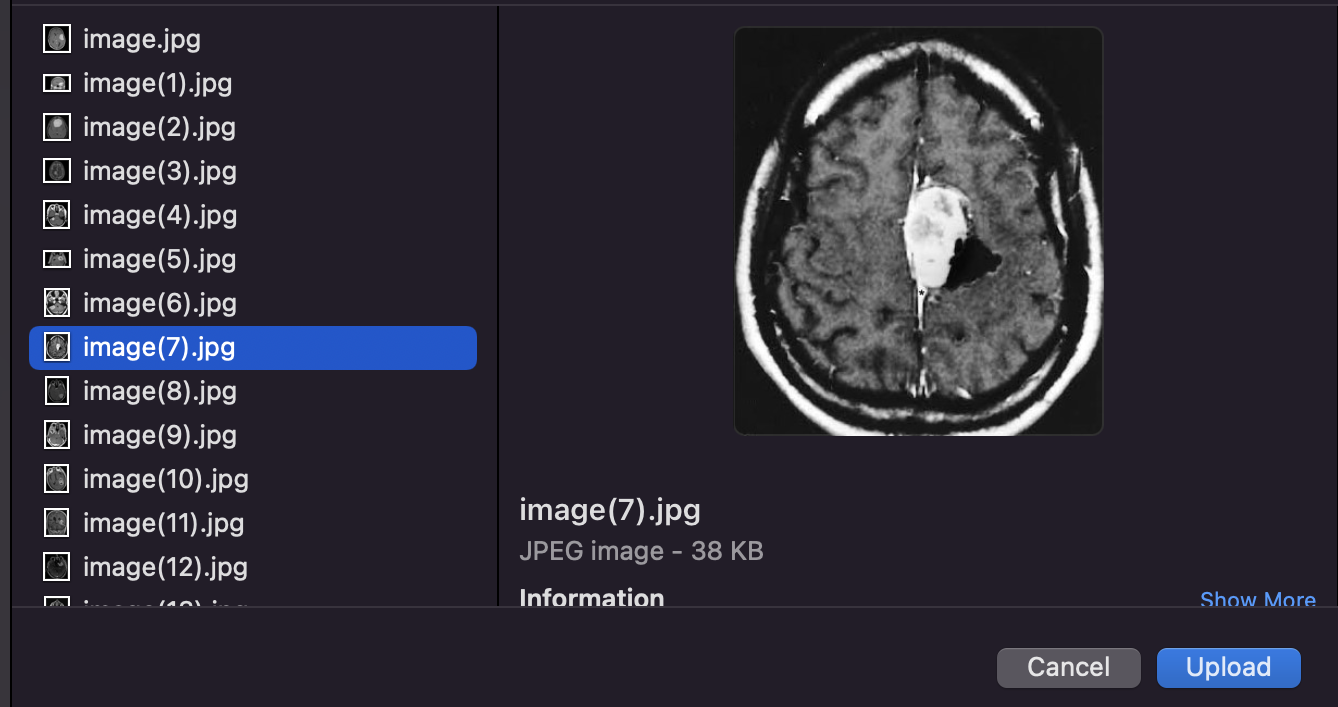 image.jpg
image(1).jpg
image(2).jpg
image(3).jpg
image(4).jpg
image(5).jpg
image(6).jpg
image(7).jpg
image(8).jpg
image(9).jpg
image(10).jpg
image(11).jpg
image(12).jpg
image(7).jpg
JPEG image - 38 KB
Information
Show More
Cancel
Upload